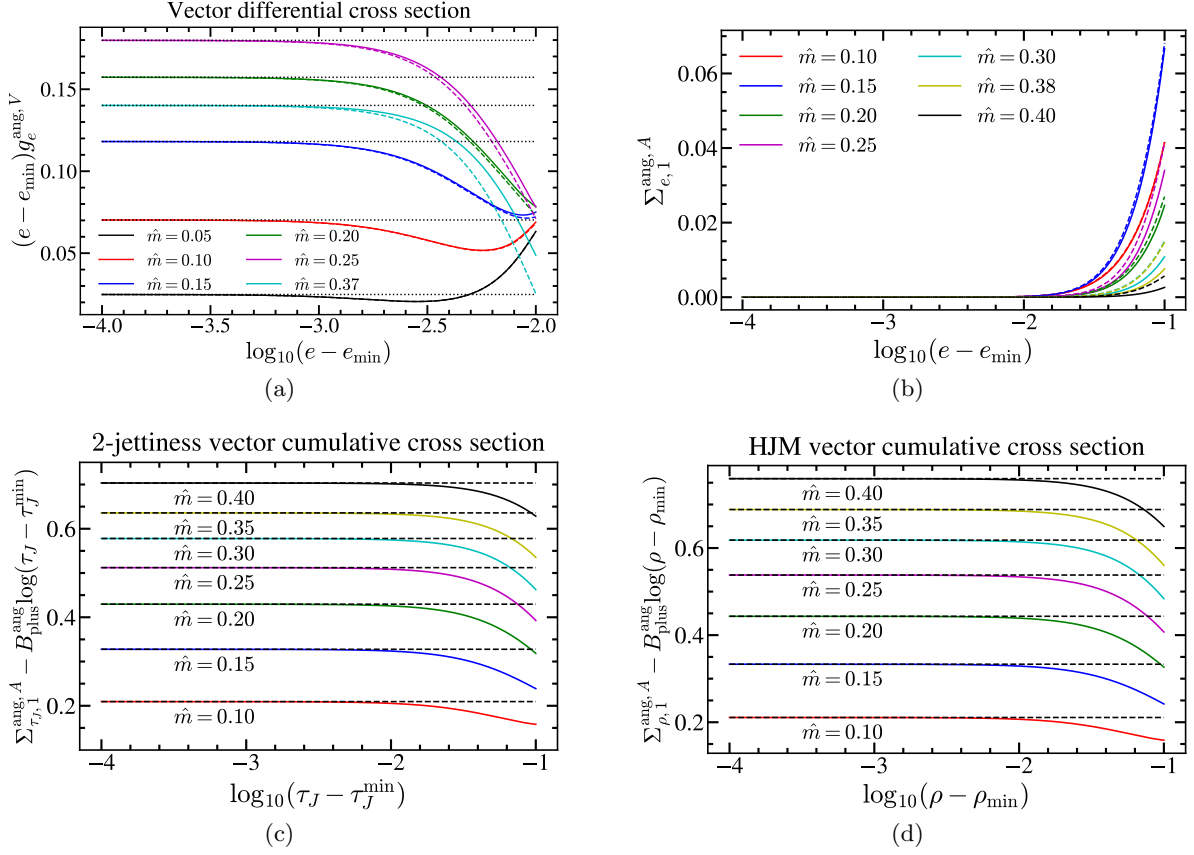 Vector differential cross section
(e − e_min) g_e^{ang, V}
0.15
0.10
0.05
m̂ = 0.05 m̂ = 0.20
m̂ = 0.10 m̂ = 0.25
m̂ = 0.15 m̂ = 0.37
−4.0 −3.5 −3.0 −2.5 −2.0
log₁₀(e − e_min)
(a)
Σ_{e,1}^{ang, A}
0.06
0.04
0.02
0.00
m̂ = 0.10 m̂ = 0.30
m̂ = 0.15 m̂ = 0.38
m̂ = 0.20 m̂ = 0.40
m̂ = 0.25
−4 −3 −2 −1
log₁₀(e − e_min)
(b)
2-jettiness vector cumulative cross section
Σ_{τ_J,1}^{ang, A} − B_plus^{ang} log(τ_J − τ_J^{min})
0.6
0.4
0.2
m̂ = 0.40
m̂ = 0.35
m̂ = 0.30
m̂ = 0.25
m̂ = 0.20
m̂ = 0.15
m̂ = 0.10
−4 −3 −2 −1
log₁₀(τ_J − τ_J^{min})
(c)
HJM vector cumulative cross section
Σ_{ρ,1}^{ang, A} − B_plus^{ang} log(ρ − ρ_min)
0.6
0.4
0.2
m̂ = 0.40
m̂ = 0.35
m̂ = 0.30
m̂ = 0.25
m̂ = 0.20
m̂ = 0.15
m̂ = 0.10
−4 −3 −2 −1
log₁₀(ρ − ρ_min)
(d)